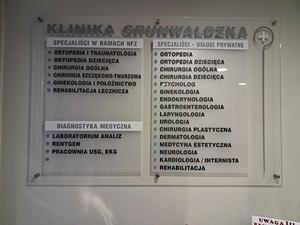 KLINIKA GRUNWALDZKA
SPECJALIŚCI W RAMACH NFZ
ORTOPEDIA I TRAUMATOLOGIA
ORTOPEDIA DZIECIĘCA
CHIRURGIA OGÓLNA
CHIRURGIA SZCZĘKOWO-TWARZOWA
GINEKOLOGIA I POŁOŻNICTWO
REHABILITACJA LECZNICZA
DIAGNOSTYKA MEDYCZNA
LABORATORIUM ANALIZ
RENTGEN
PRACOWNIA USG, EKG
SPECJALIŚCI - USŁUGI PRYWATNE
ORTOPEDIA
ORTOPEDIA DZIECIĘCA
CHIRURGIA OGÓLNA
CHIRURGIA DZIECIĘCA
PSYCHOLOG
GINEKOLOGIA
ENDOKRYNOLOGIA
GASTROENTEROLOGIA
LARYNGOLOGIA
UROLOGIA
CHIRURGIA PLASTYCZNA
DERMATOLOGIA
MEDYCYNA ESTETYCZNA
NEUROLOGIA
KARDIOLOGIA / INTERNISTA
REHABILITACJA
UWAGA !!!